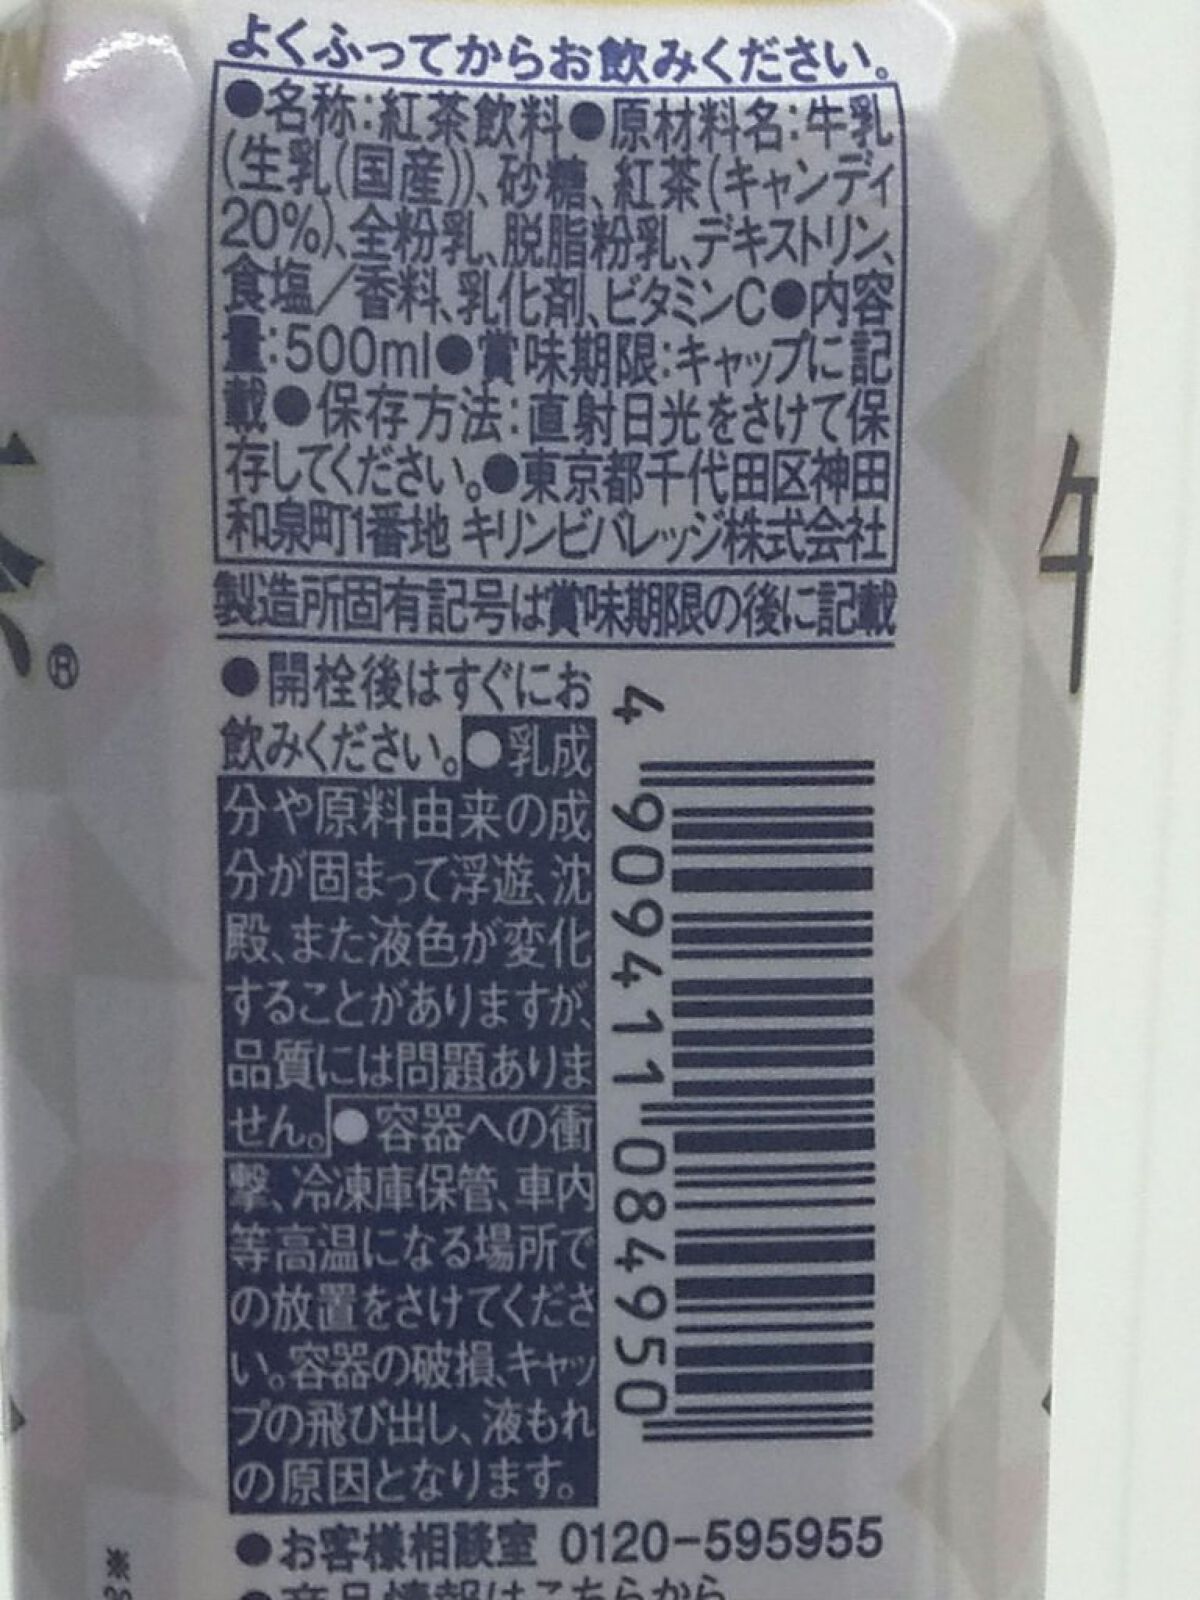 よくふってからお飲みください。
●名称:紅茶飲料●原材料名:牛乳
(生乳(国産))、砂糖、紅茶(キャンディ
20%)、全粉乳、脱脂粉乳、デキストリン、
食塩/香料、乳化剤、ビタミンC●内容
量:500ml●賞味期限:キャップに記
載●保存方法:直射日光をさけて保
存してください。●東京都千代田区神田
和泉町1番地 キリンビバレッジ株式会社
製造所固有記号は賞味期限の後に記載
●開栓後はすぐにお
飲みください。●乳成
分や原料由来の成
分が固まって浮遊、沈
殿、また液色が変化
することがありますが、
品質には問題ありま
せん。●容器への衝
撃、冷凍庫保管、車内
等高温になる場所で
の放置をさけてくださ
い。容器の破損、キャッ
プの飛び出し、液もれ
の原因となります。
4 909411 084950
●お客様相談室 0120-595955
●商品情報はこちらから
®
午
※